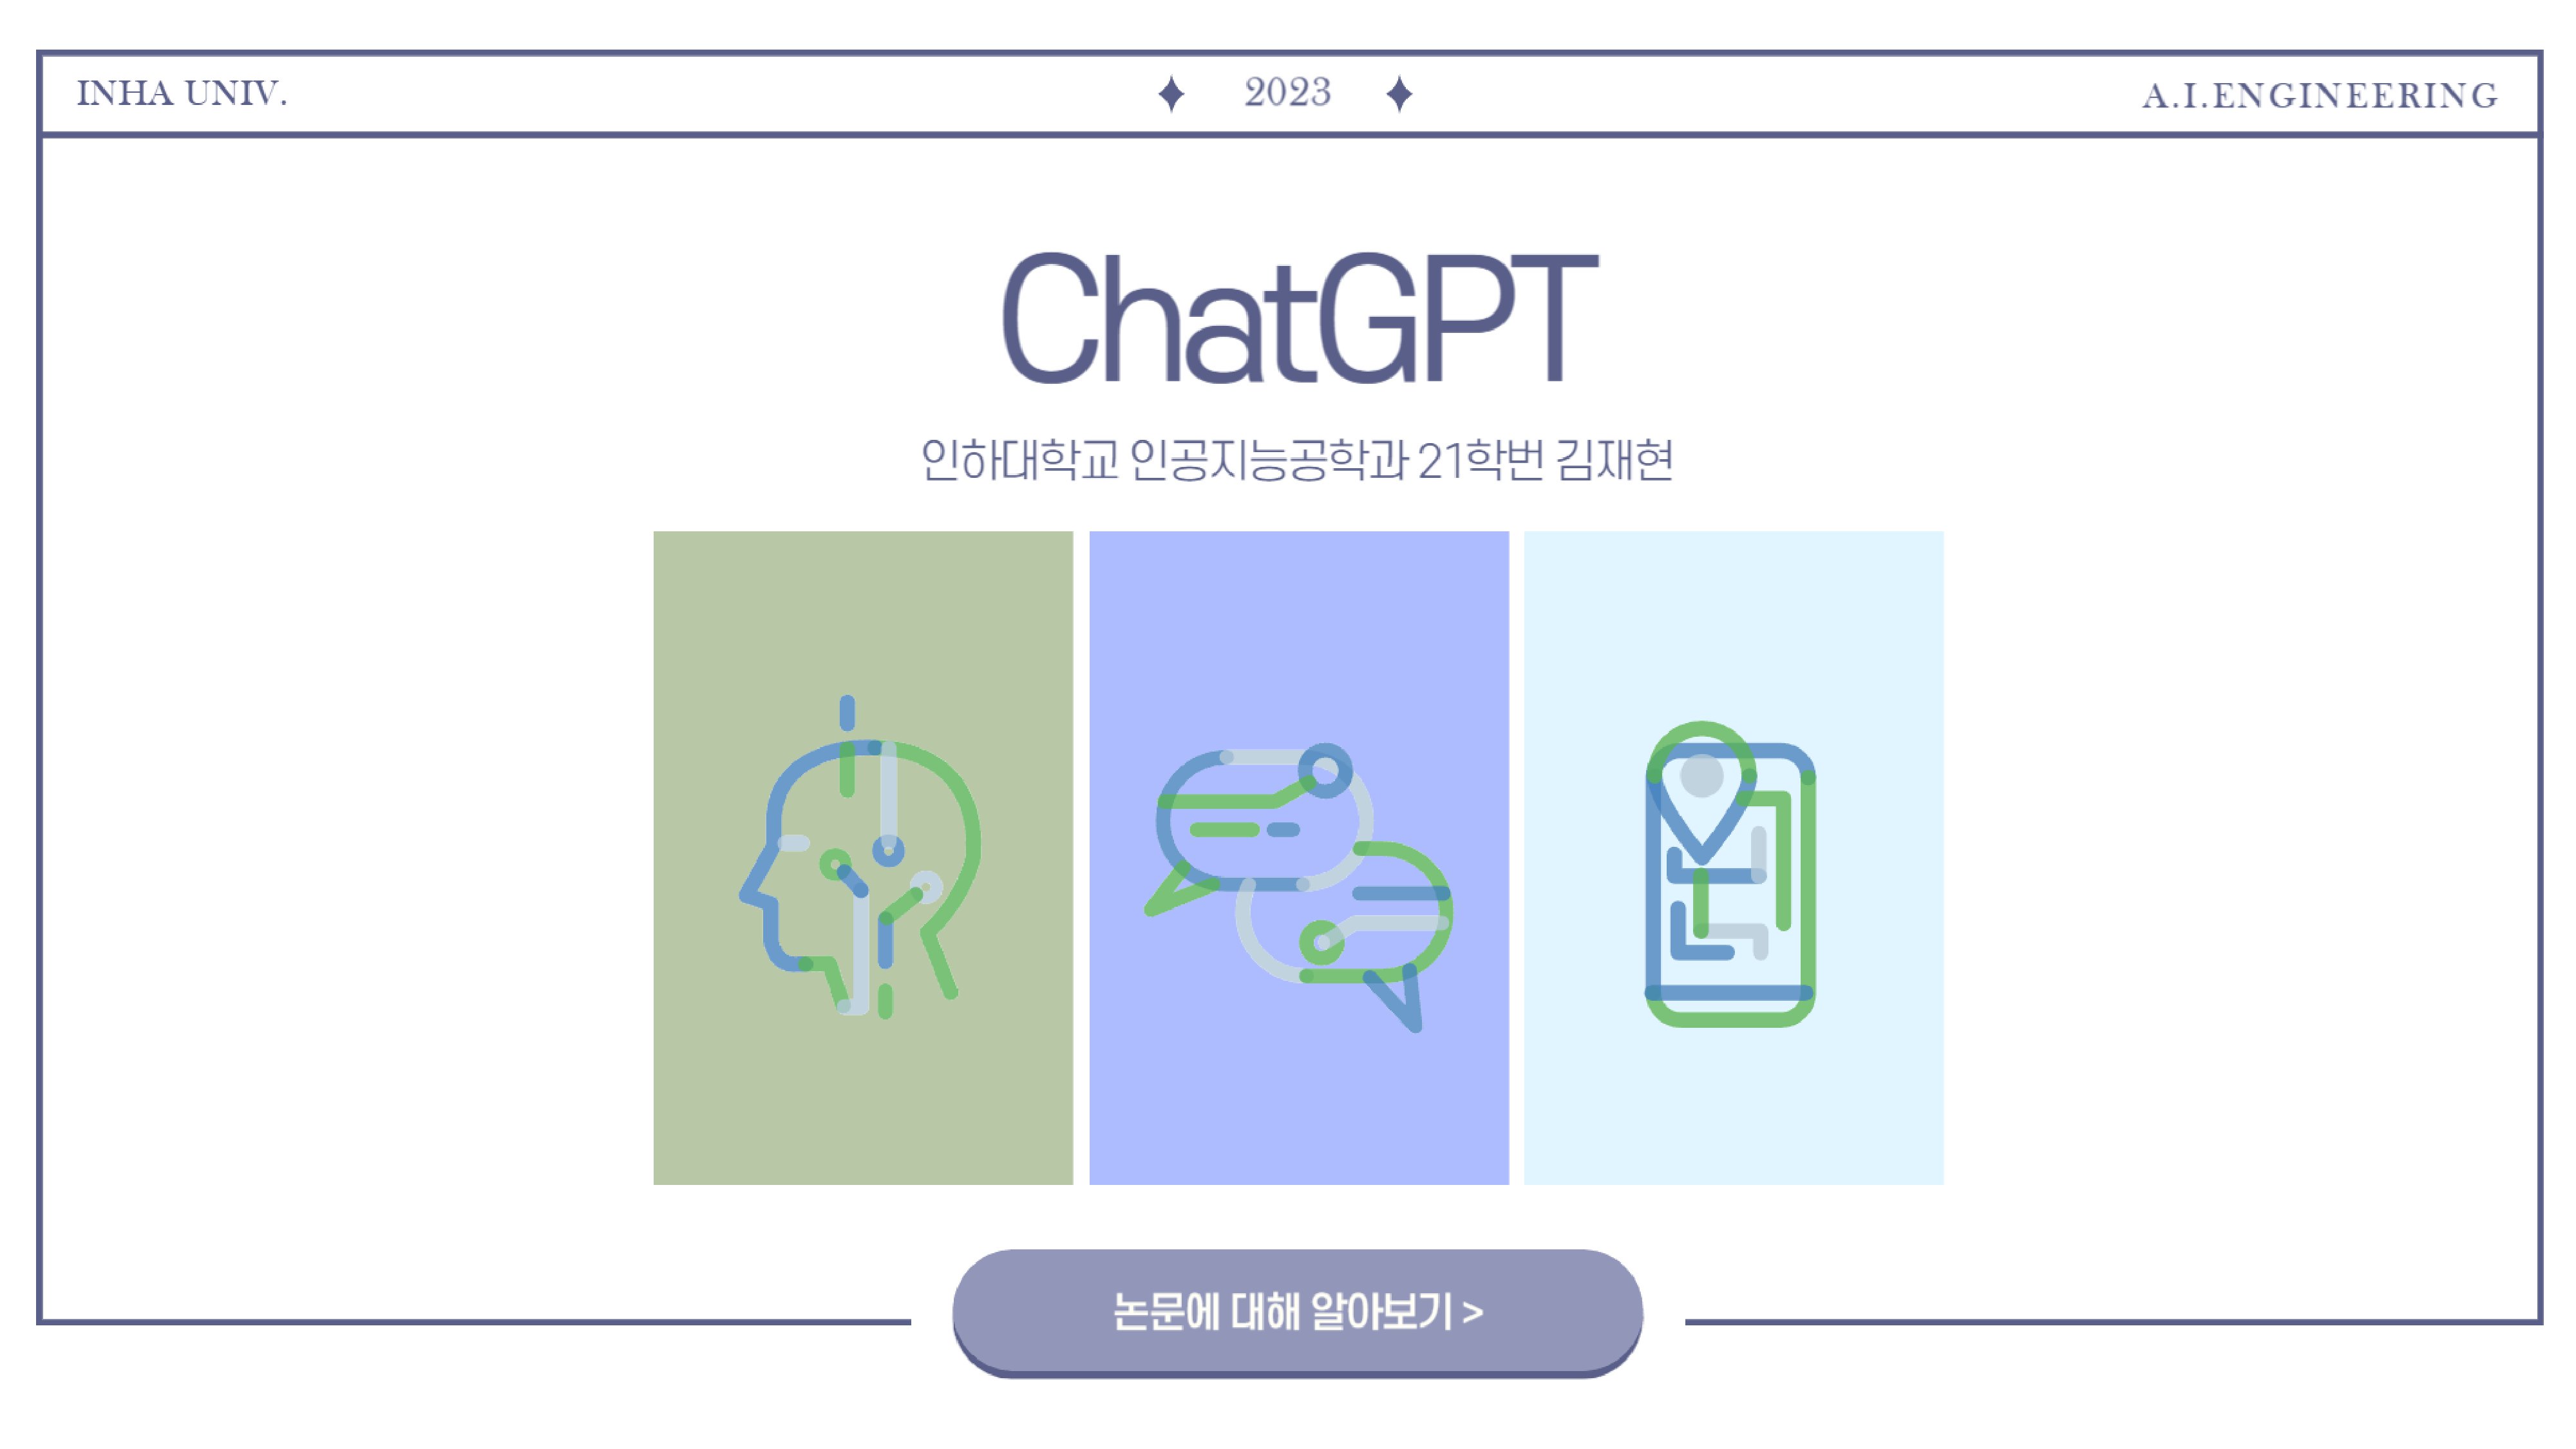 INHA UNIV.
2023
A.I.ENGINEERING
ChatGPT
인하대학교 인공지능공학과 21학번 김재현
논문에 대해 알아보기 >